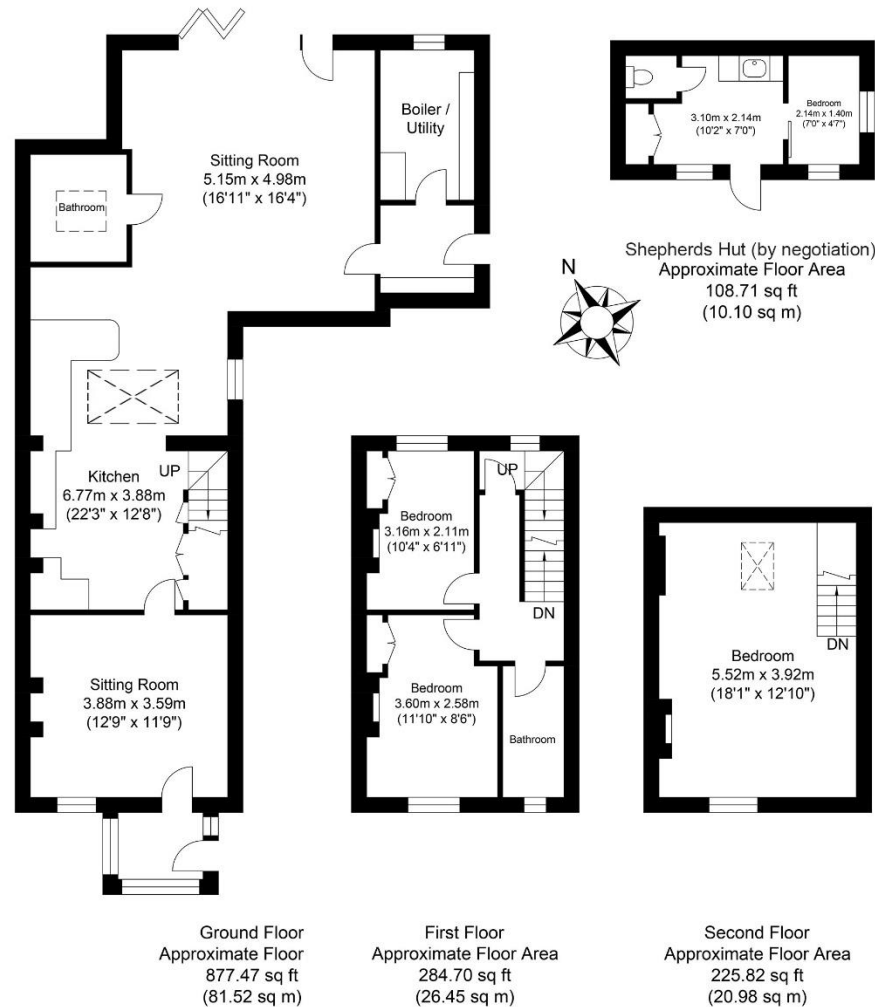 Boiler /
Utility
Sitting Room
5.15m x 4.98m
(16'11" x 16'4")
Bathroom
Kitchen
6.77m x 3.88m
(22'3" x 12'8")
UP
Sitting Room
3.88m x 3.59m
(12'9" x 11'9")
Ground Floor
Approximate Floor
877.47 sq ft
(81.52 sq m)
UP
Bedroom
3.16m x 2.11m
(10'4" x 6'11")
DN
Bedroom
3.60m x 2.58m
(11'10" x 8'6")
Bathroom
First Floor
Approximate Floor Area
284.70 sq ft
(26.45 sq m)
3.10m x 2.14m
(10'2" x 7'0")
Bedroom
2.14m x 1.40m
(7'0" x 4'7")
Shepherds Hut (by negotiation)
Approximate Floor Area
108.71 sq ft
(10.10 sq m)
N
Bedroom
5.52m x 3.92m
(18'1" x 12'10")
DN
Second Floor
Approximate Floor Area
225.82 sq ft
(20.98 sq m)